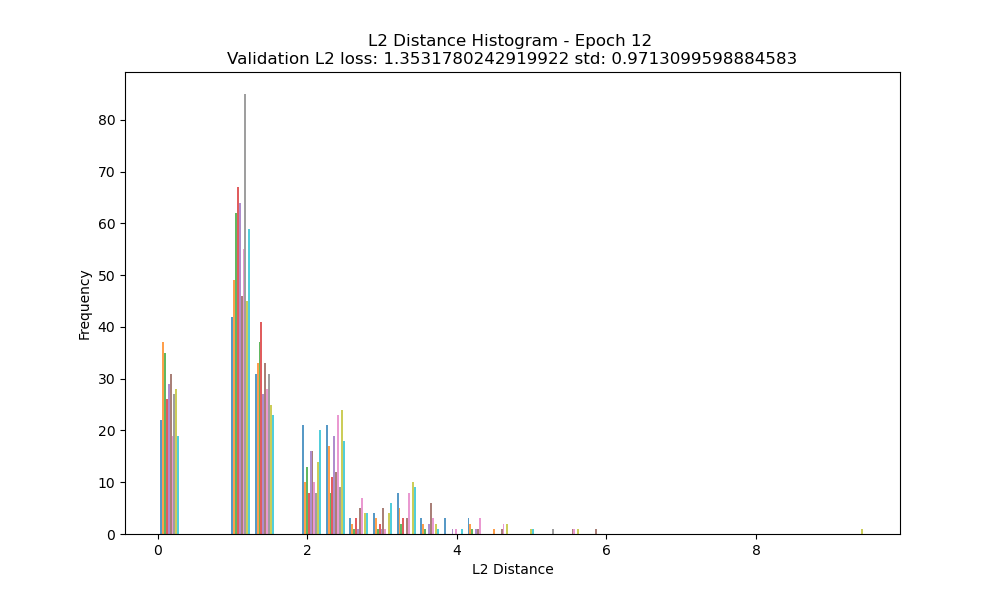 L2 Distance Histogram - Epoch 12
Validation L2 loss: 1.3531780242919922 std: 0.9713099598884583
80
70
60
50
40
30
20
10
0
Frequency
0 2 4 6 8
L2 Distance